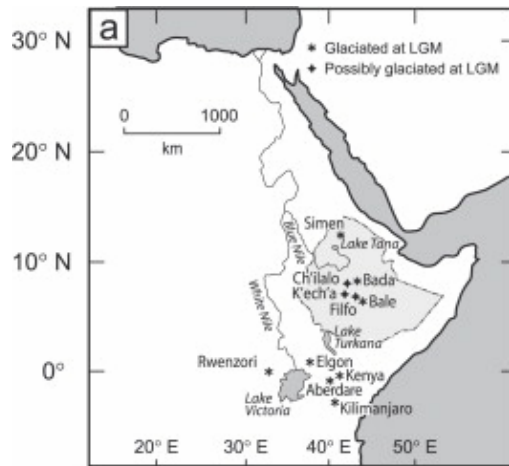 a
30° N
20° N
10° N
0°
20° E
30° E
40° E
50° E
* Glaciated at LGM
✦ Possibly glaciated at LGM
0 1000
km
Simen
Lake Tana
Blue Nile
Ch'ilalo
Bada
K'ech'a
Bale
Filfo
White Nile
Lake
Turkana
Rwenzori
Elgon
Kenya
Aberdare
Lake
Victoria
Kilimanjaro